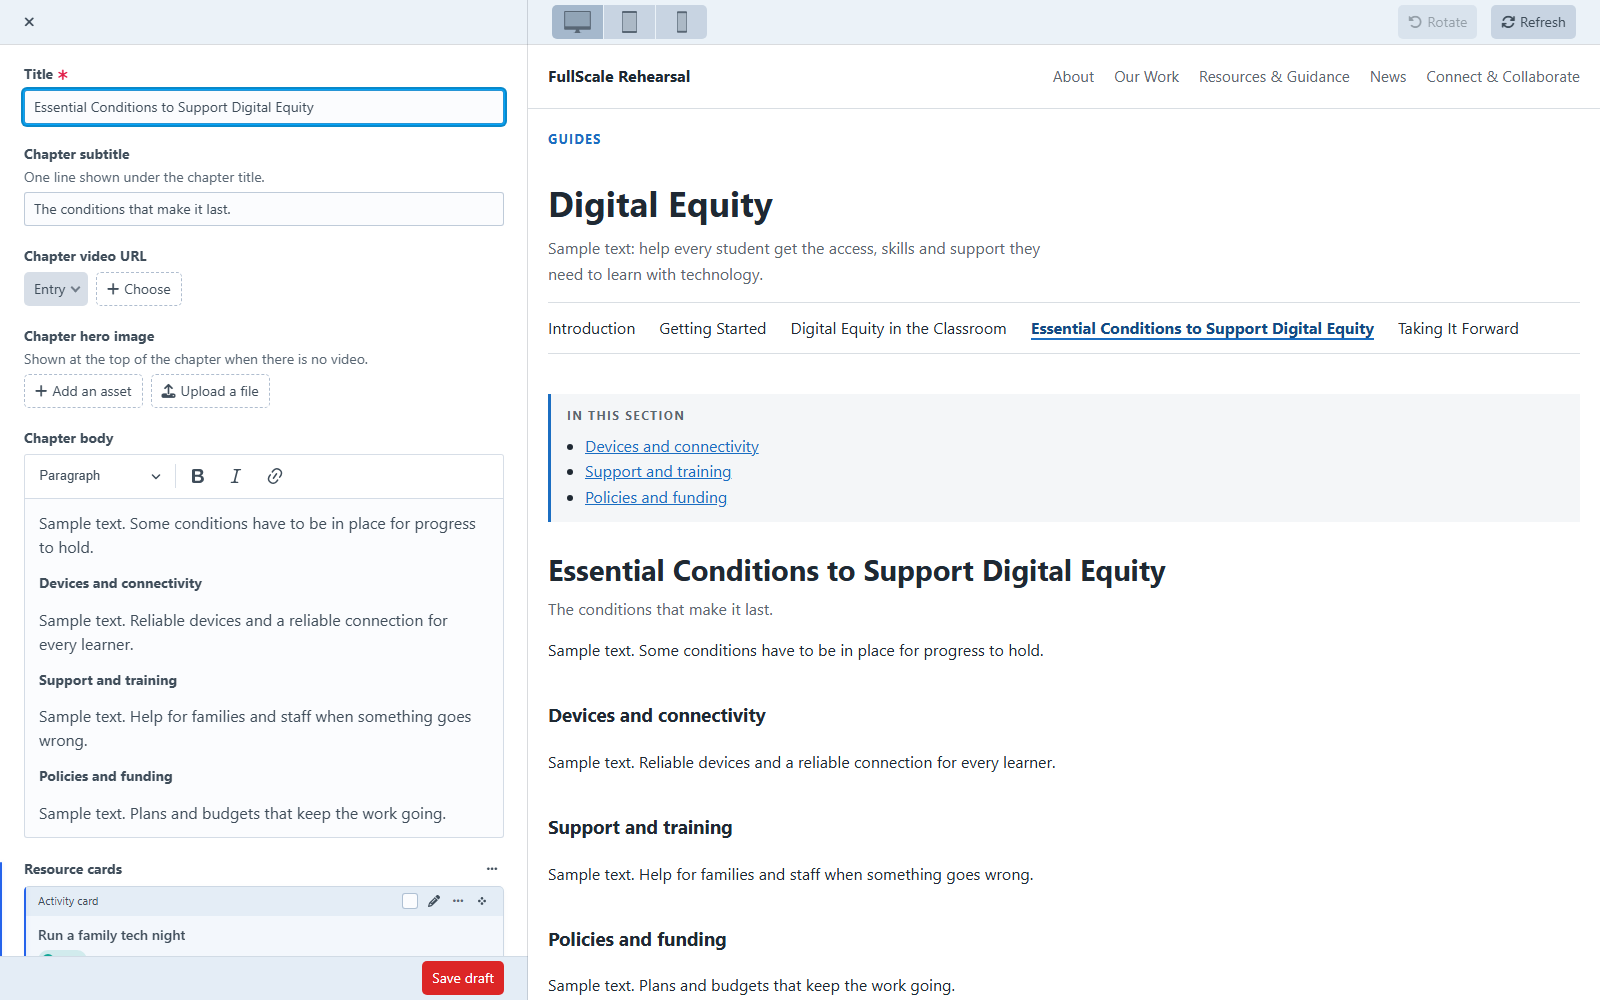 Title *
Essential Conditions to Support Digital Equity
Chapter subtitle
One line shown under the chapter title.
The conditions that make it last.
Chapter video URL
Entry
Choose
Chapter hero image
Shown at the top of the chapter when there is no video.
Add an asset
Upload a file
Chapter body
Paragraph
B I
Sample text. Some conditions have to be in place for progress
to hold.
Devices and connectivity
Sample text. Reliable devices and a reliable connection for
every learner.
Support and training
Sample text. Help for families and staff when something goes
wrong.
Policies and funding
Sample text. Plans and budgets that keep the work going.
Resource cards
Activity card
Run a family tech night
Save draft
Rotate
Refresh
FullScale Rehearsal
About Our Work Resources & Guidance News Connect & Collaborate
GUIDES
Digital Equity
Sample text: help every student get the access, skills and support they
need to learn with technology.
Introduction Getting Started Digital Equity in the Classroom Essential Conditions to Support Digital Equity Taking It Forward
IN THIS SECTION
Devices and connectivity
Support and training
Policies and funding
Essential Conditions to Support Digital Equity
The conditions that make it last.
Sample text. Some conditions have to be in place for progress to hold.
Devices and connectivity
Sample text. Reliable devices and a reliable connection for every learner.
Support and training
Sample text. Help for families and staff when something goes wrong.
Policies and funding
Sample text. Plans and budgets that keep the work going.